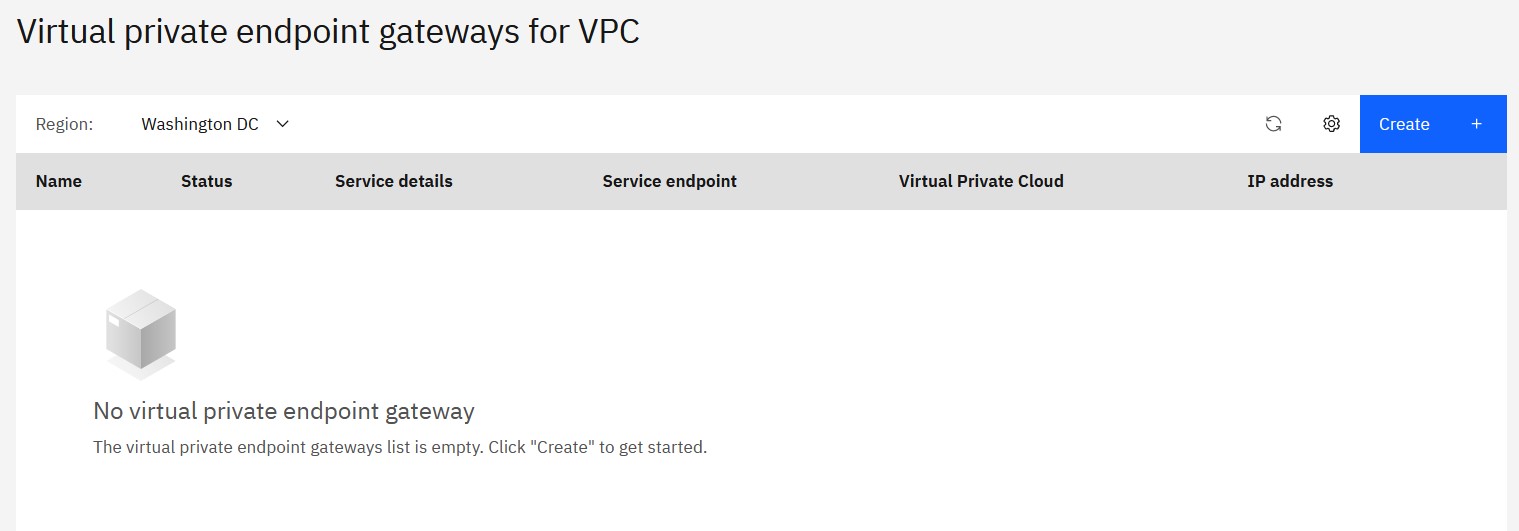 Virtual private endpoint gateways for VPC
Region: Washington DC Create +
Name Status Service details Service endpoint Virtual Private Cloud IP address
No virtual private endpoint gateway
The virtual private endpoint gateways list is empty. Click "Create" to get started.